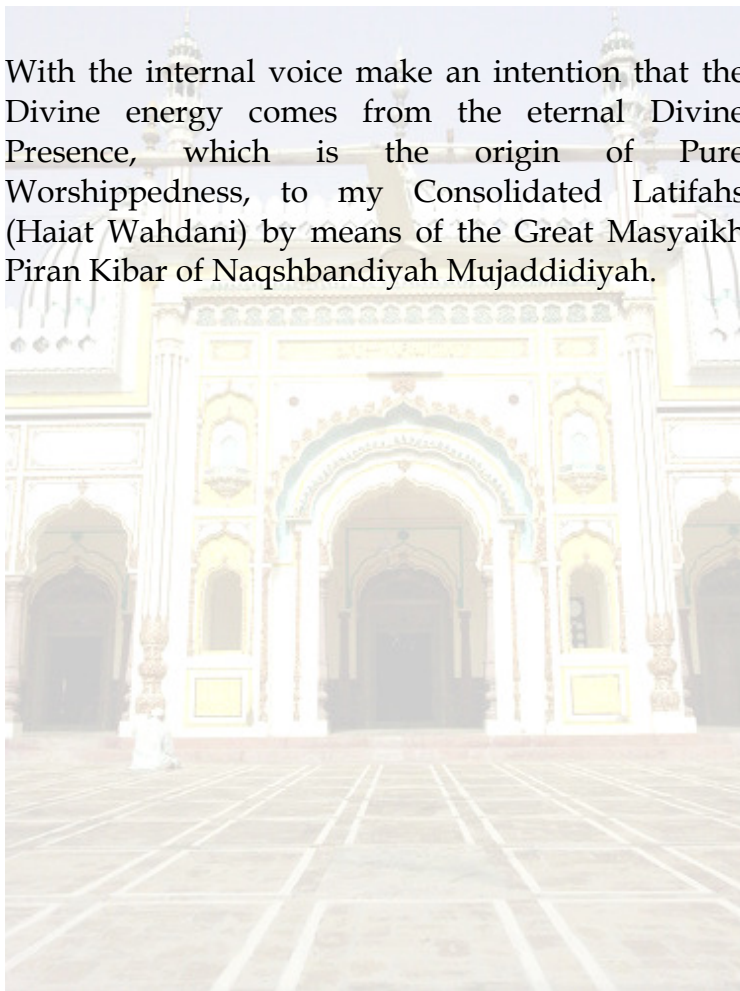 With the internal voice make an intention that the
Divine energy comes from the eternal Divine
Presence, which is the origin of Pure
Worshippedness, to my Consolidated Latifahs
(Haiat Wahdani) by means of the Great Masyaikh
Piran Kibar of Naqshbandiyah Mujaddidiyah.